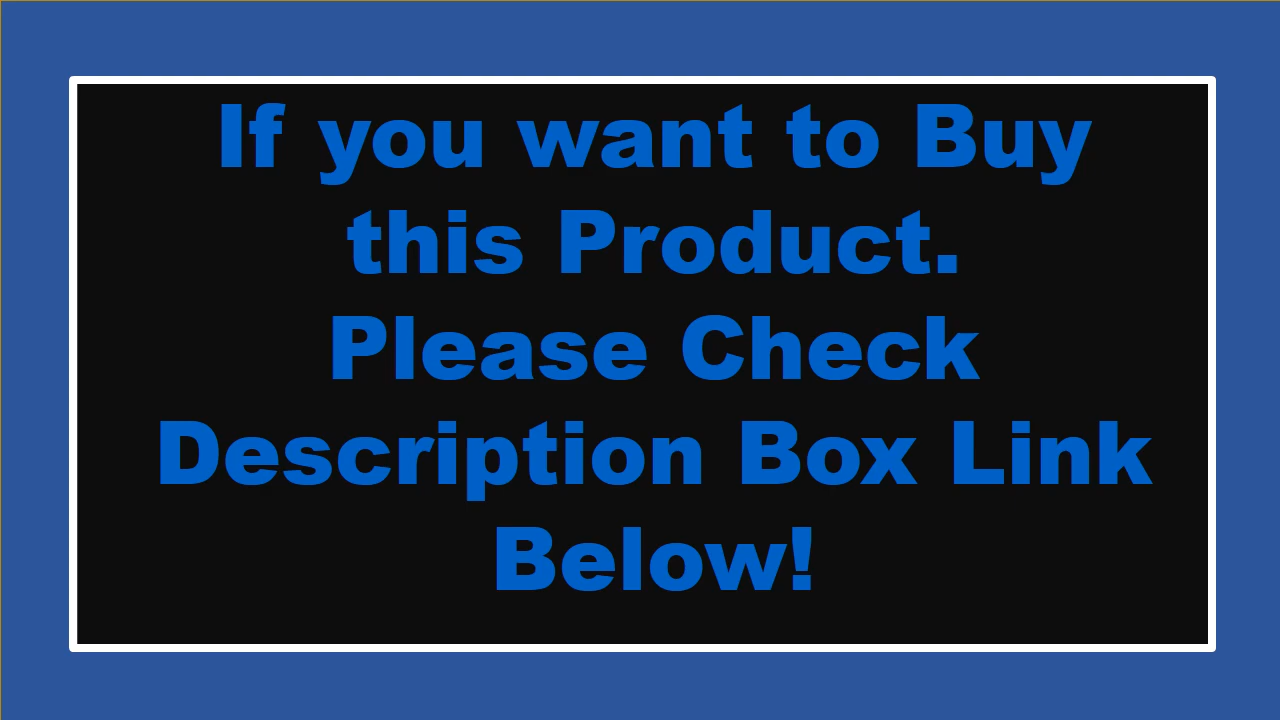 If you want to Buy
this Product.
Please Check
Description Box Link
Below!